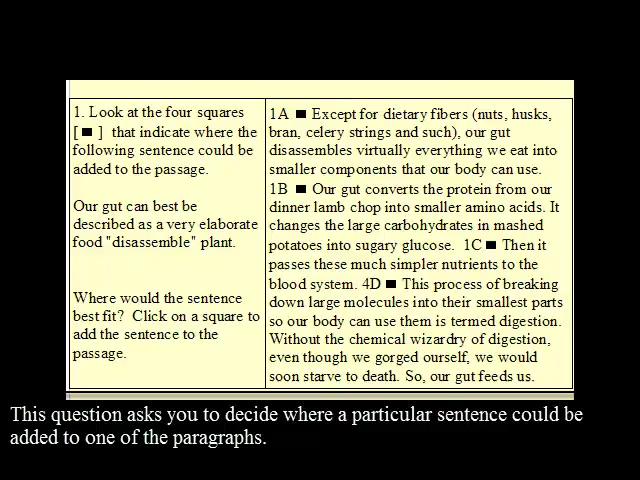 1. Look at the four squares
[ ■ ] that indicate where the
following sentence could be
added to the passage.
Our gut can best be
described as a very elaborate
food "disassemble" plant.
Where would the sentence
best fit? Click on a square to
add the sentence to the
passage.
1A ■ Except for dietary fibers (nuts, husks,
bran, celery strings and such), our gut
disassembles virtually everything we eat into
smaller components that our body can use.
1B ■ Our gut converts the protein from our
dinner lamb chop into smaller amino acids. It
changes the large carbohydrates in mashed
potatoes into sugary glucose. 1C ■ Then it
passes these much simpler nutrients to the
blood system. 4D ■ This process of breaking
down large molecules into their smallest parts
so our body can use them is termed digestion.
Without the chemical wizardry of digestion,
even though we gorged ourself, we would
soon starve to death. So, our gut feeds us.
This question asks you to decide where a particular sentence could be
added to one of the paragraphs.